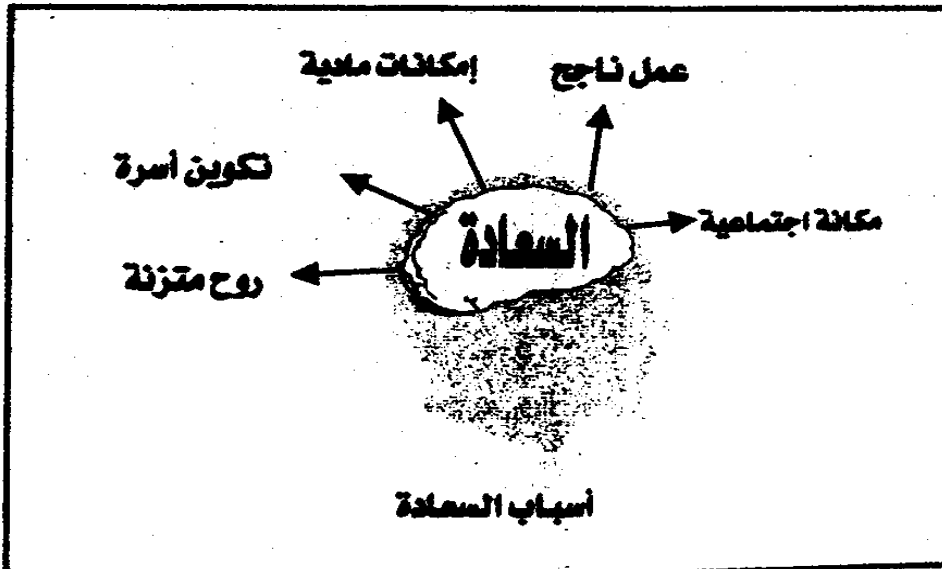 عمل ناجح
إمكانات مادية
تكوين أسرة
مكانة اجتماعية
السعادة
روح متزنة
أسباب السعادة